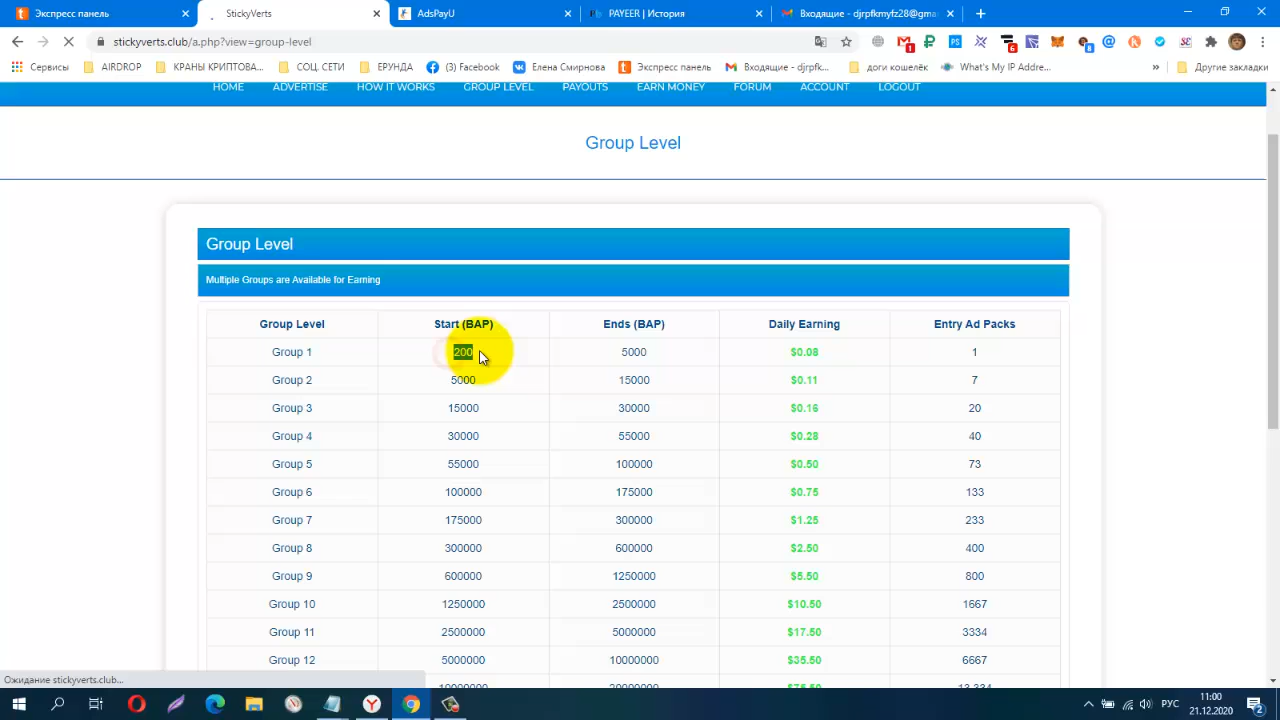 Экспресс панель
StickyVerts
AdsPayU
PAYEER | История
Входящие - djrpfkmyfz28@gma
stickyverts.club/a.php?view=group-level
Сервисы
AIRDROP
КРАНЫ КРИПТОВА...
СОЦ. СЕТИ
ЕРУНДА
(3) Facebook
Елена Смирнова
Экспресс панель
Входящие - djrpfk...
доги кошелёк
What's My IP Addre...
»
Другие закладки
HOME ADVERTISE HOW IT WORKS GROUP LEVEL PAYOUTS EARN MONEY FORUM ACCOUNT LOGOUT
Group Level
Group Level
Multiple Groups are Available for Earning
Group Level Start (BAP) Ends (BAP) Daily Earning Entry Ad Packs
Group 1 200 5000 $0.08 1
Group 2 5000 15000 $0.11 7
Group 3 15000 30000 $0.16 20
Group 4 30000 55000 $0.28 40
Group 5 55000 100000 $0.50 73
Group 6 100000 175000 $0.75 133
Group 7 175000 300000 $1.25 233
Group 8 300000 600000 $2.50 400
Group 9 600000 1250000 $5.50 800
Group 10 1250000 2500000 $10.50 1667
Group 11 2500000 5000000 $17.50 3334
Group 12 5000000 10000000 $35.50 6667
Ожидание stickyverts.club...
РУС
11:00
21.12.2020